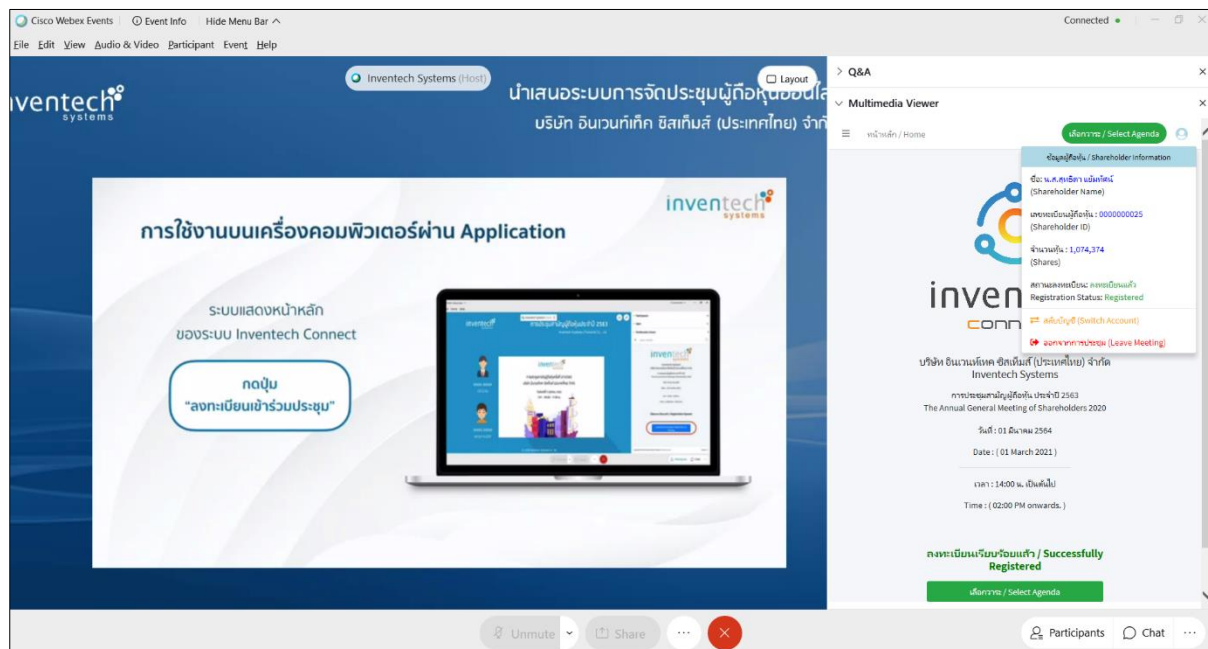 Cisco Webex Events
Event Info
Hide Menu Bar
Connected
File Edit View Audio & Video Participant Event Help
Inventech Systems (Host)
Layout
ventech
systems
นำเสนอระบบการจัดประชุมผู้ถือหุ้นออนไล
บริษัท อินเวนท์เท็ค ซิสเท็มส์ (ประเทศไทย) จำกั
inventech
systems
การใช้งานบนเครื่องคอมพิวเตอร์ผ่าน Application
ระบบแสดงหน้าหลัก
ของระบบ Inventech Connect
กดปุ่ม
“ลงทะเบียนเข้าร่วมประชุม”
Q&A
Multimedia Viewer
หน้าหลัก / Home
เลือกวาระ / Select Agenda
ข้อมูลผู้ถือหุ้น / Shareholder Information
ชื่อ: น.ส.สุทธิดา แย้มทัศน์
(Shareholder Name)
เลขทะเบียนผู้ถือหุ้น : 0000000025
(Shareholder ID)
จำนวนหุ้น : 1,074,374
(Shares)
สถานะลงทะเบียน: ลงทะเบียนแล้ว
Registration Status: Registered
สลับบัญชี (Switch Account)
ออกจากการประชุม (Leave Meeting)
inven
CONN
บริษัท อินเวนท์เทค ซิสเท็มส์ (ประเทศไทย) จำกัด
Inventech Systems
การประชุมสามัญผู้ถือหุ้น ประจำปี 2563
The Annual General Meeting of Shareholders 2020
วันที่ : 01 มีนาคม 2564
Date : ( 01 March 2021 )
เวลา : 14:00 น. เป็นต้นไป
Time : ( 02:00 PM onwards. )
ลงทะเบียนเรียบร้อยแล้ว / Successfully
Registered
เลือกวาระ / Select Agenda
Unmute
Share
Participants
Chat